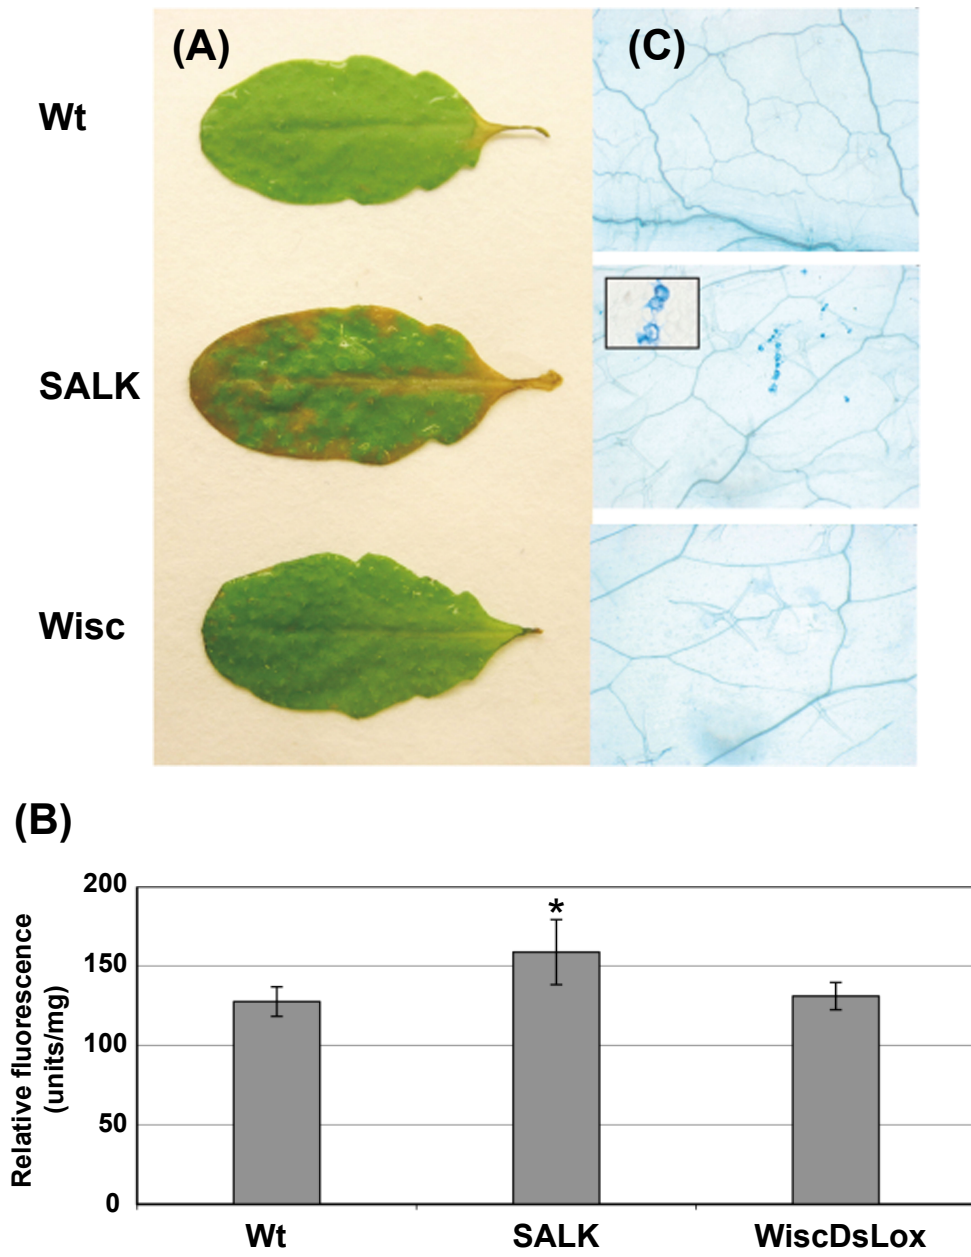 (A)
(C)
Wt
SALK
Wisc
(B)
Relative fluorescence
(units/mg)
200
150
100
50
0
*
Wt
SALK
WiscDsLox